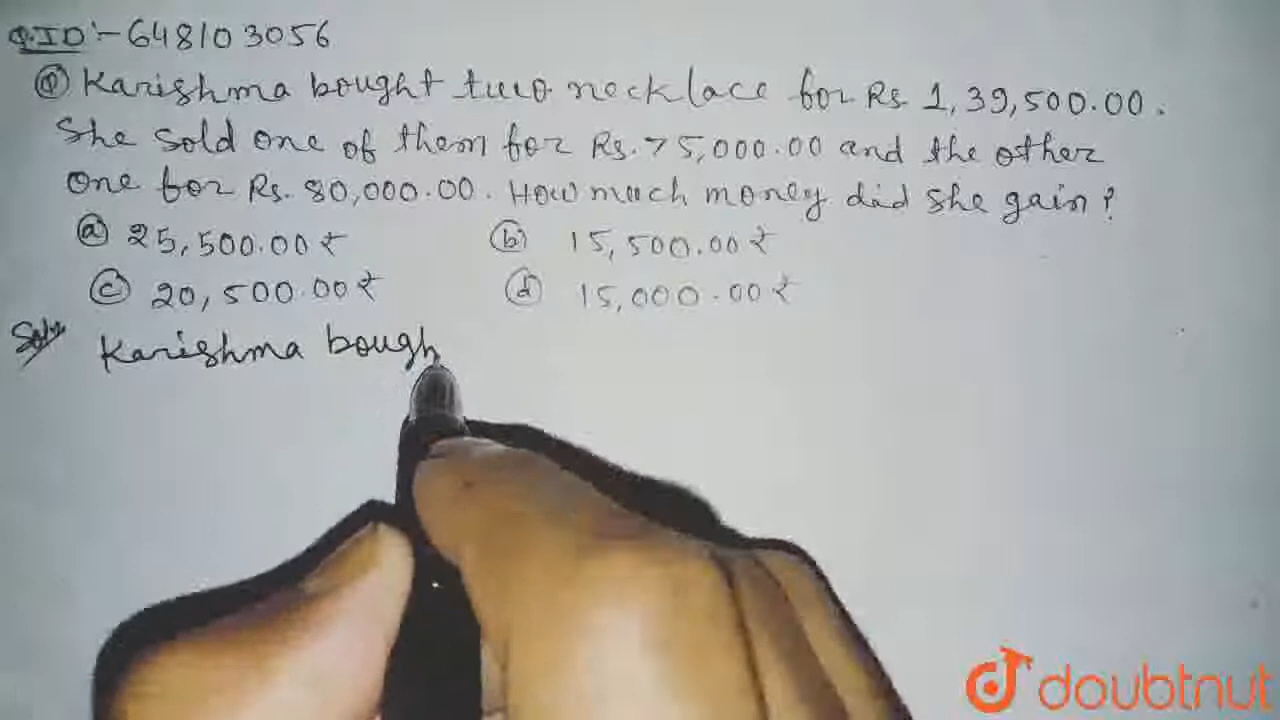 Q.ID:-648103056
Q Karishma bought two necklace for Rs. 1,39,500.00.
She sold one of them for Rs. 75,000.00 and the other
one for Rs. 80,000.00. How much money did she gain?
a 25,500.00₹ b 15,500.00₹
c 20,500.00₹ d 15,000.00₹
Soln Karishma bough
doubtnut